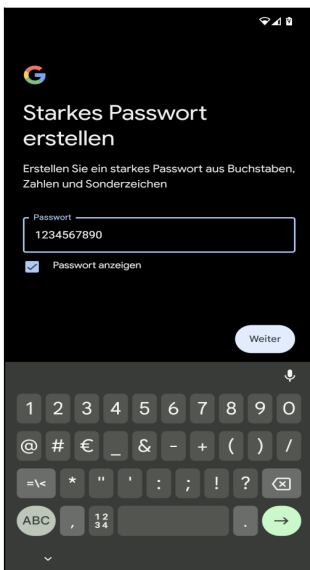 G
Starkes Passwort
erstellen
Erstellen Sie ein starkes Passwort aus Buchstaben,
Zahlen und Sonderzeichen
Passwort
1234567890
Passwort anzeigen
Weiter
1 2 3 4 5 6 7 8 9 0
@ # € _ & - + ( ) /
=\< * " ' : ; ! ?
ABC , 12 .
34